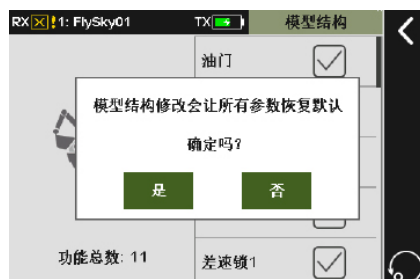 RX !1: FlySky01 TX 模型结构
油门
模型结构修改会让所有参数恢复默认
确定吗?
是 否
功能总数: 11 差速锁1